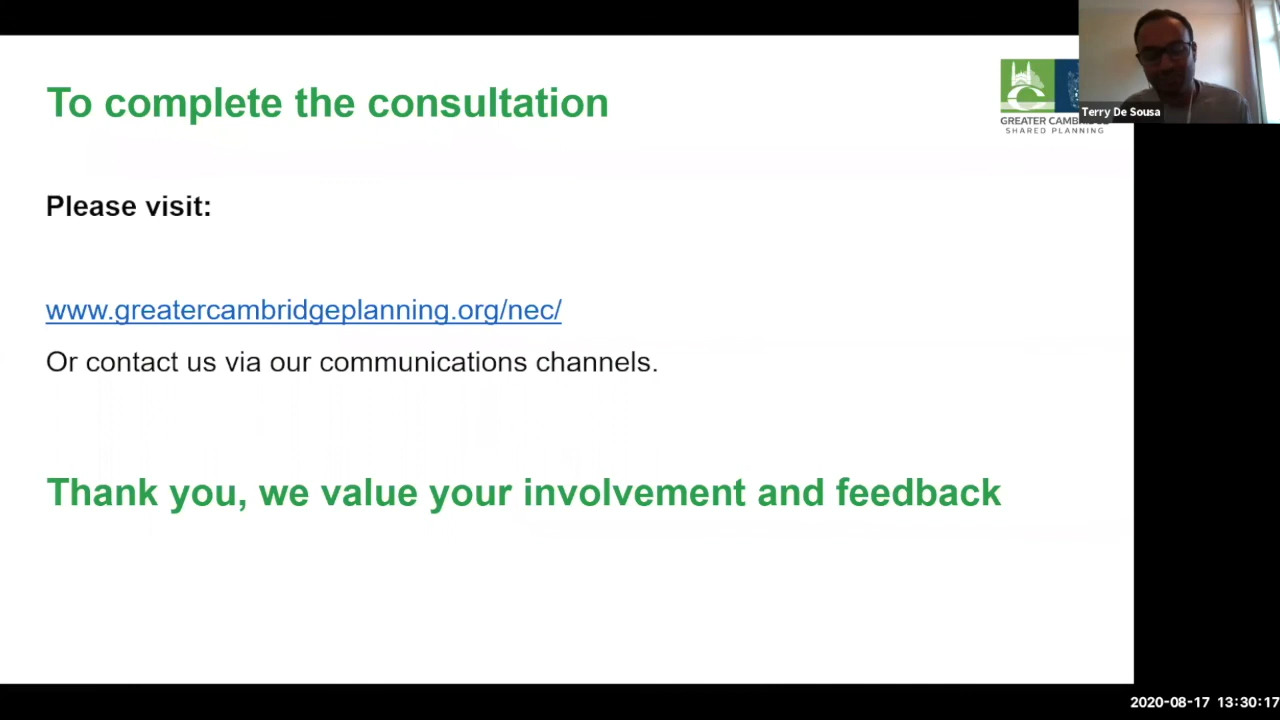 To complete the consultation
GREATER CAMBRIDGE
SHARED PLANNING
Terry De Sousa
Please visit:
www.greatercambridgeplanning.org/nec/
Or contact us via our communications channels.
Thank you, we value your involvement and feedback
2020-08-17 13:30:17